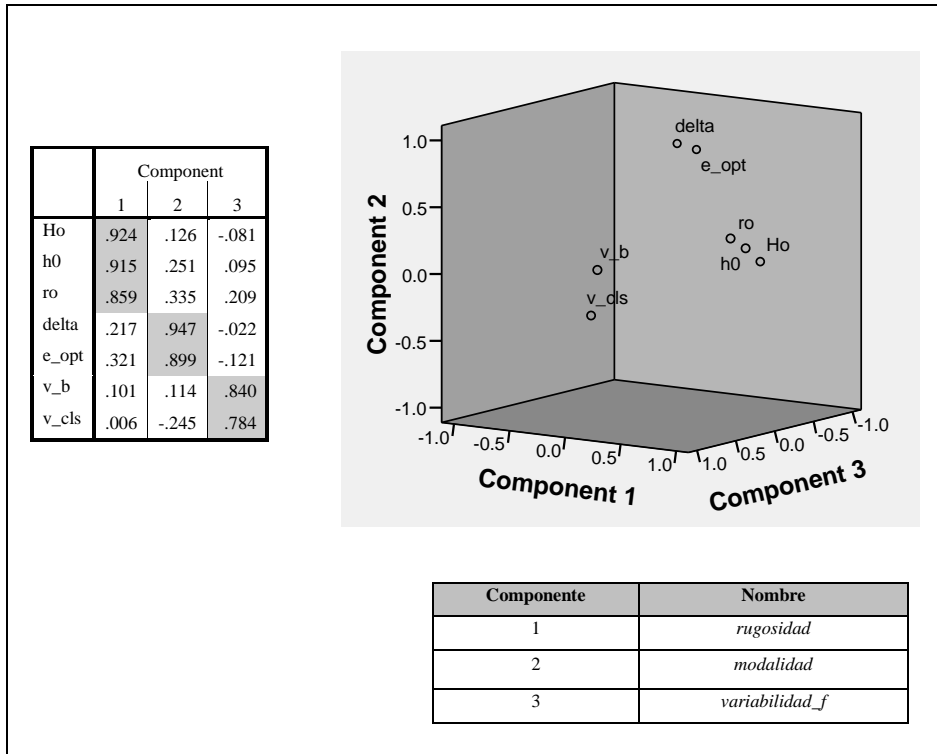 Component
1 2 3
Ho .924 .126 -.081
h0 .915 .251 .095
ro .859 .335 .209
delta .217 .947 -.022
e_opt .321 .899 -.121
v_b .101 .114 .840
v_cls .006 -.245 .784
delta
e_opt
ro
Ho
h0
v_b
v_cls
1.0
0.5
0.0
-0.5
-1.0
Component 2
-1.0 -0.5 0.0 0.5 1.0
Component 1
1.0 0.5 0.0 -0.5 -1.0
Component 3
Componente Nombre
1 rugosidad
2 modalidad
3 variabilidad_f